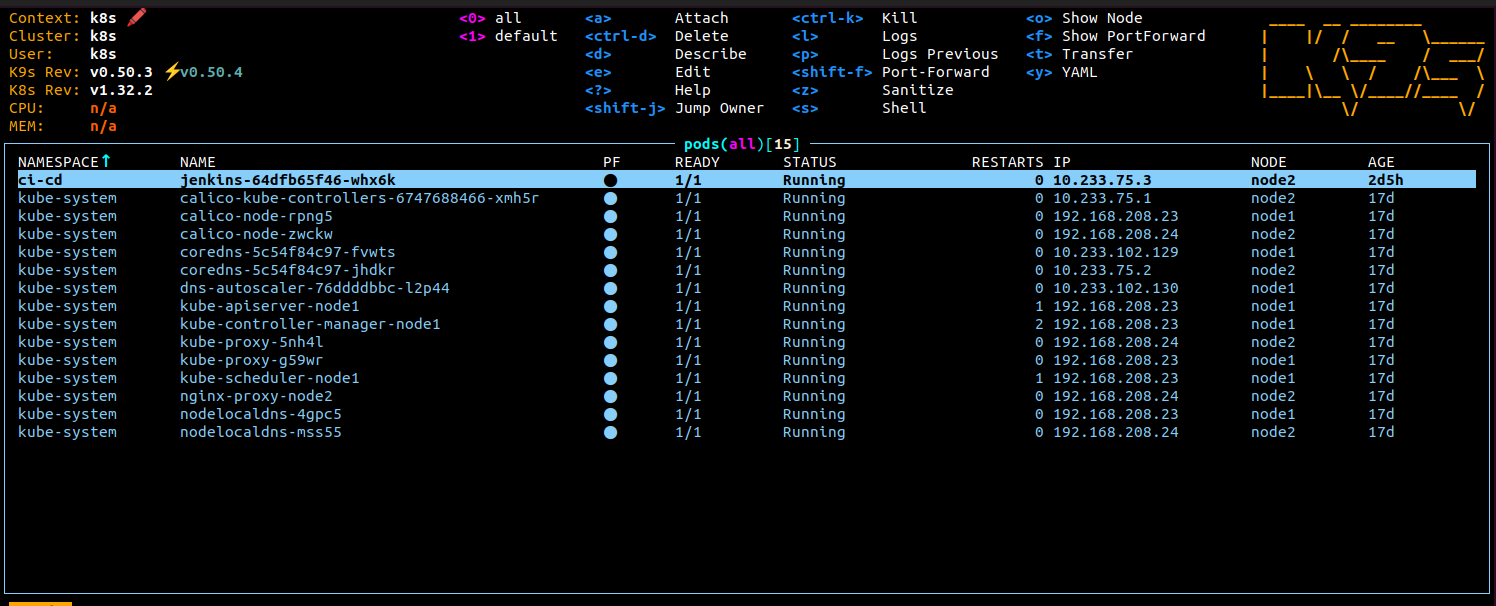 Context: k8s <0> all <a> Attach <ctrl-k> Kill <o> Show Node
Cluster: k8s <1> default <ctrl-d> Delete <l> Logs <f> Show PortForward
User: k8s <d> Describe <p> Logs Previous <t> Transfer
K9s Rev: v0.50.3 ⚡v0.50.4 <e> Edit <shift-f> Port-Forward <y> YAML
K8s Rev: v1.32.2 <?> Help <z> Sanitize
CPU: n/a <shift-j> Jump Owner <s> Shell
MEM: n/a
pods(all)[15]
NAMESPACE↑ NAME PF READY STATUS RESTARTS IP NODE AGE
ci-cd jenkins-64dfb65f46-whx6k ● 1/1 Running 0 10.233.75.3 node2 2d5h
kube-system calico-kube-controllers-6747688466-xmh5r ● 1/1 Running 0 10.233.75.1 node2 17d
kube-system calico-node-rpng5 ● 1/1 Running 0 192.168.208.23 node1 17d
kube-system calico-node-zwckw ● 1/1 Running 0 192.168.208.24 node2 17d
kube-system coredns-5c54f84c97-fvwts ● 1/1 Running 0 10.233.102.129 node1 17d
kube-system coredns-5c54f84c97-jhdkr ● 1/1 Running 0 10.233.75.2 node2 17d
kube-system dns-autoscaler-76ddddbbc-l2p44 ● 1/1 Running 0 10.233.102.130 node1 17d
kube-system kube-apiserver-node1 ● 1/1 Running 1 192.168.208.23 node1 17d
kube-system kube-controller-manager-node1 ● 1/1 Running 2 192.168.208.23 node1 17d
kube-system kube-proxy-5nh4l ● 1/1 Running 0 192.168.208.24 node2 17d
kube-system kube-proxy-g59wr ● 1/1 Running 0 192.168.208.23 node1 17d
kube-system kube-scheduler-node1 ● 1/1 Running 1 192.168.208.23 node1 17d
kube-system nginx-proxy-node2 ● 1/1 Running 0 192.168.208.24 node2 17d
kube-system nodelocaldns-4gpc5 ● 1/1 Running 0 192.168.208.23 node1 17d
kube-system nodelocaldns-mss55 ● 1/1 Running 0 192.168.208.24 node2 17d